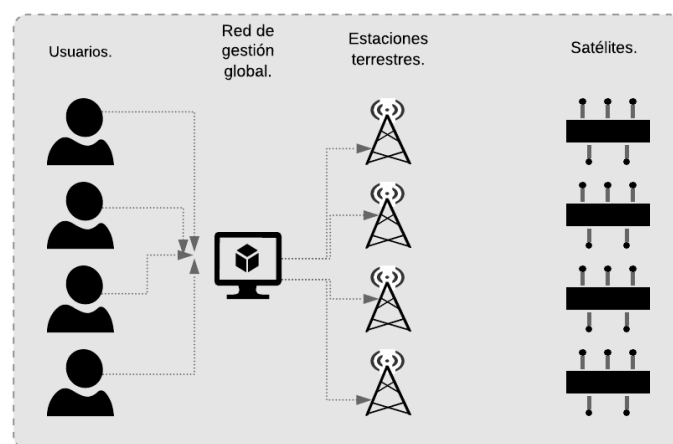 Usuarios.
Red de
gestión
global.
Estaciones
terrestres.
Satélites.